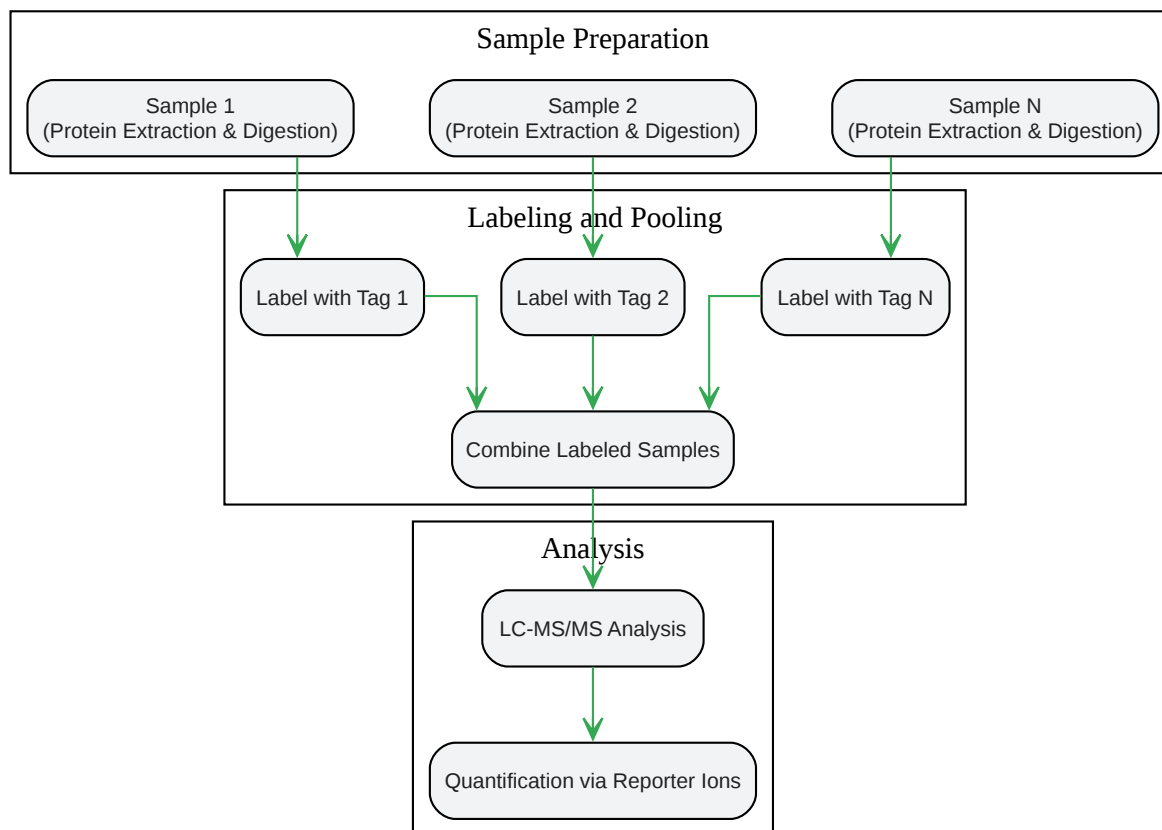 Sample Preparation
Sample 1
(Protein Extraction & Digestion)
Sample 2
(Protein Extraction & Digestion)
Sample N
(Protein Extraction & Digestion)
Labeling and Pooling
Label with Tag 1
Label with Tag 2
Label with Tag N
Combine Labeled Samples
Analysis
LC-MS/MS Analysis
Quantification via Reporter Ions